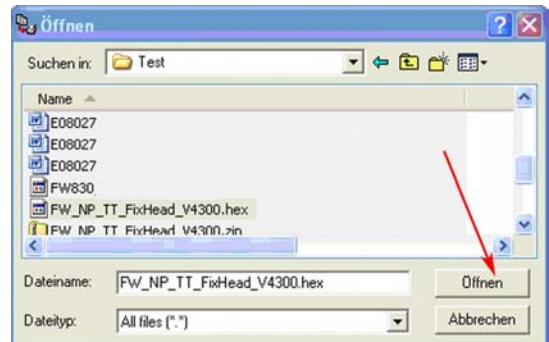 Öffnen
Suchen in: Test
Name
E08027
E08027
E08027
FW830
FW_NP_TT_FixHead_V4300.hex
FW_NP_TT_FixHead_V4300.zip
Dateiname: FW_NP_TT_FixHead_V4300.hex Öffnen
Dateityp: All files (*.*) Abbrechen